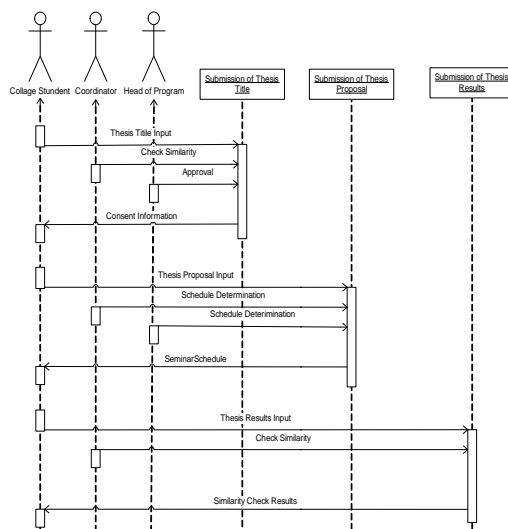 Collage Stundent
Coordinator
Head of Program
Submission of Thesis
Title
Submission of Thesis
Proposal
Submission of Thesis
Results
Thesis Titile Input
Check Similarity
Approval
Consent Information
Thesis Proposal Input
Schedule Determination
Schedule Deterimination
SeminarSchedule
Thesis Results Input
Check Similarity
Similarity Check Results